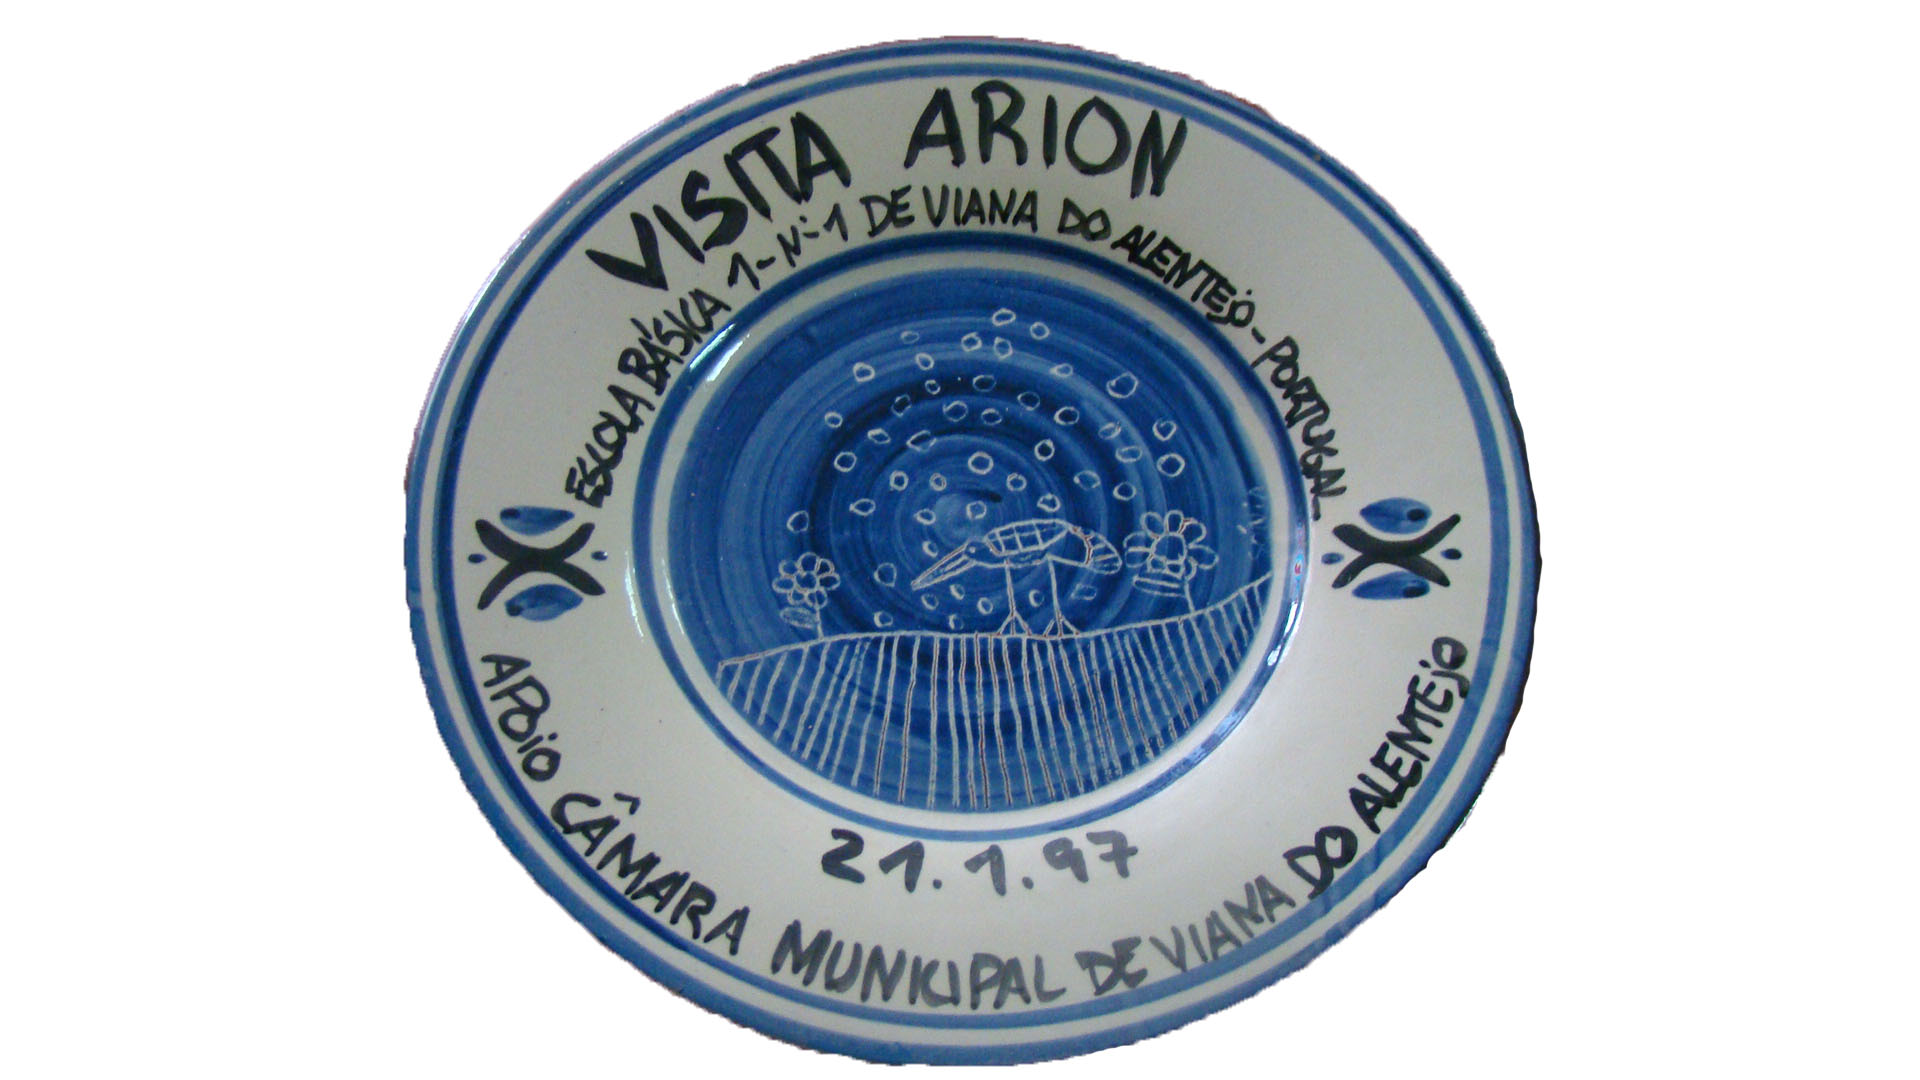 VISITA ARION
ESCOLA BÁSICA 1 - Nº 1 DE VIANA DO ALENTEJO - PORTUGAL -
21.1.97
APOIO CÂMARA MUNICIPAL DE VIANA DO ALENTEJO